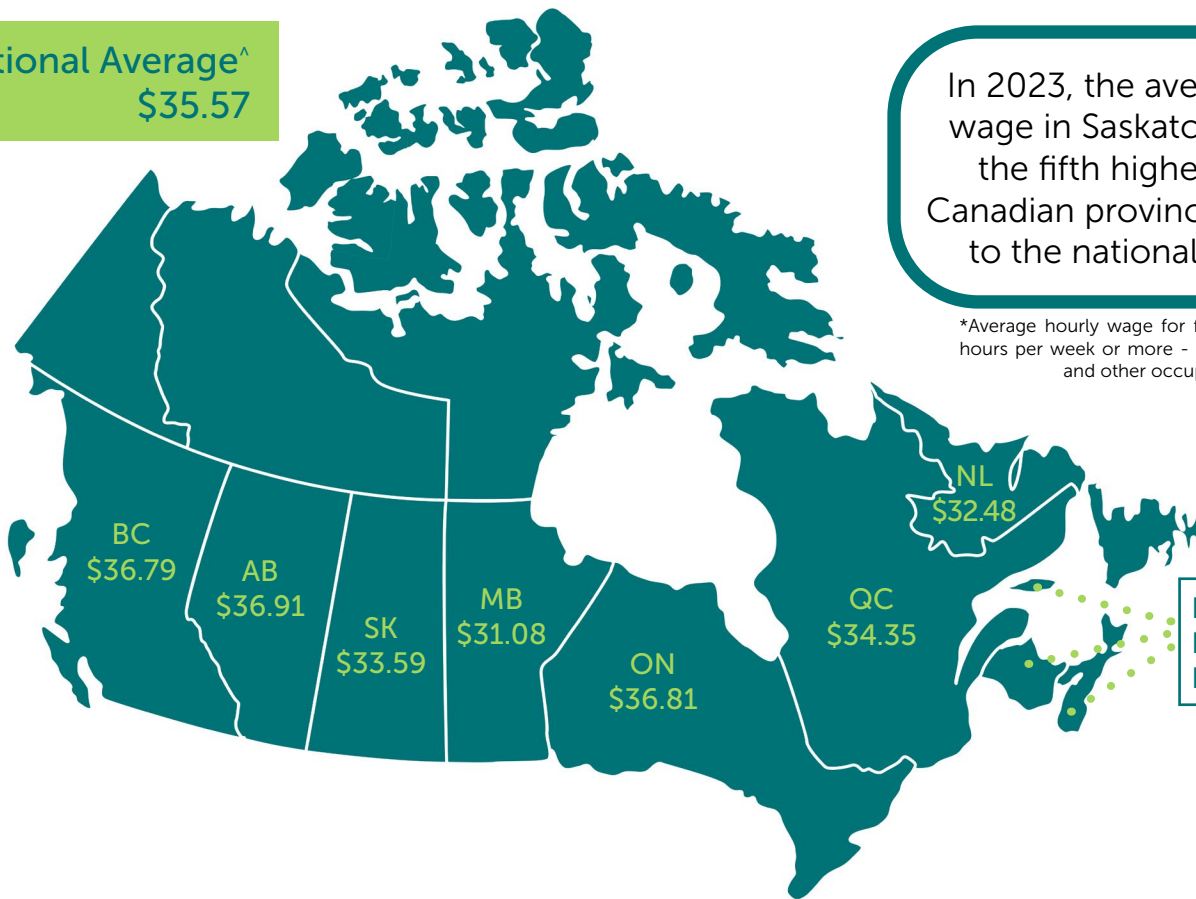 tional Average^
$35.57
In 2023, the ave
wage in Saskatc
the fifth highe
Canadian provinc
to the national
*Average hourly wage for f
hours per week or more -
and other occup
NL
$32.48
BC
$36.79
AB
$36.91
SK
$33.59
MB
$31.08
ON
$36.81
QC
$34.35